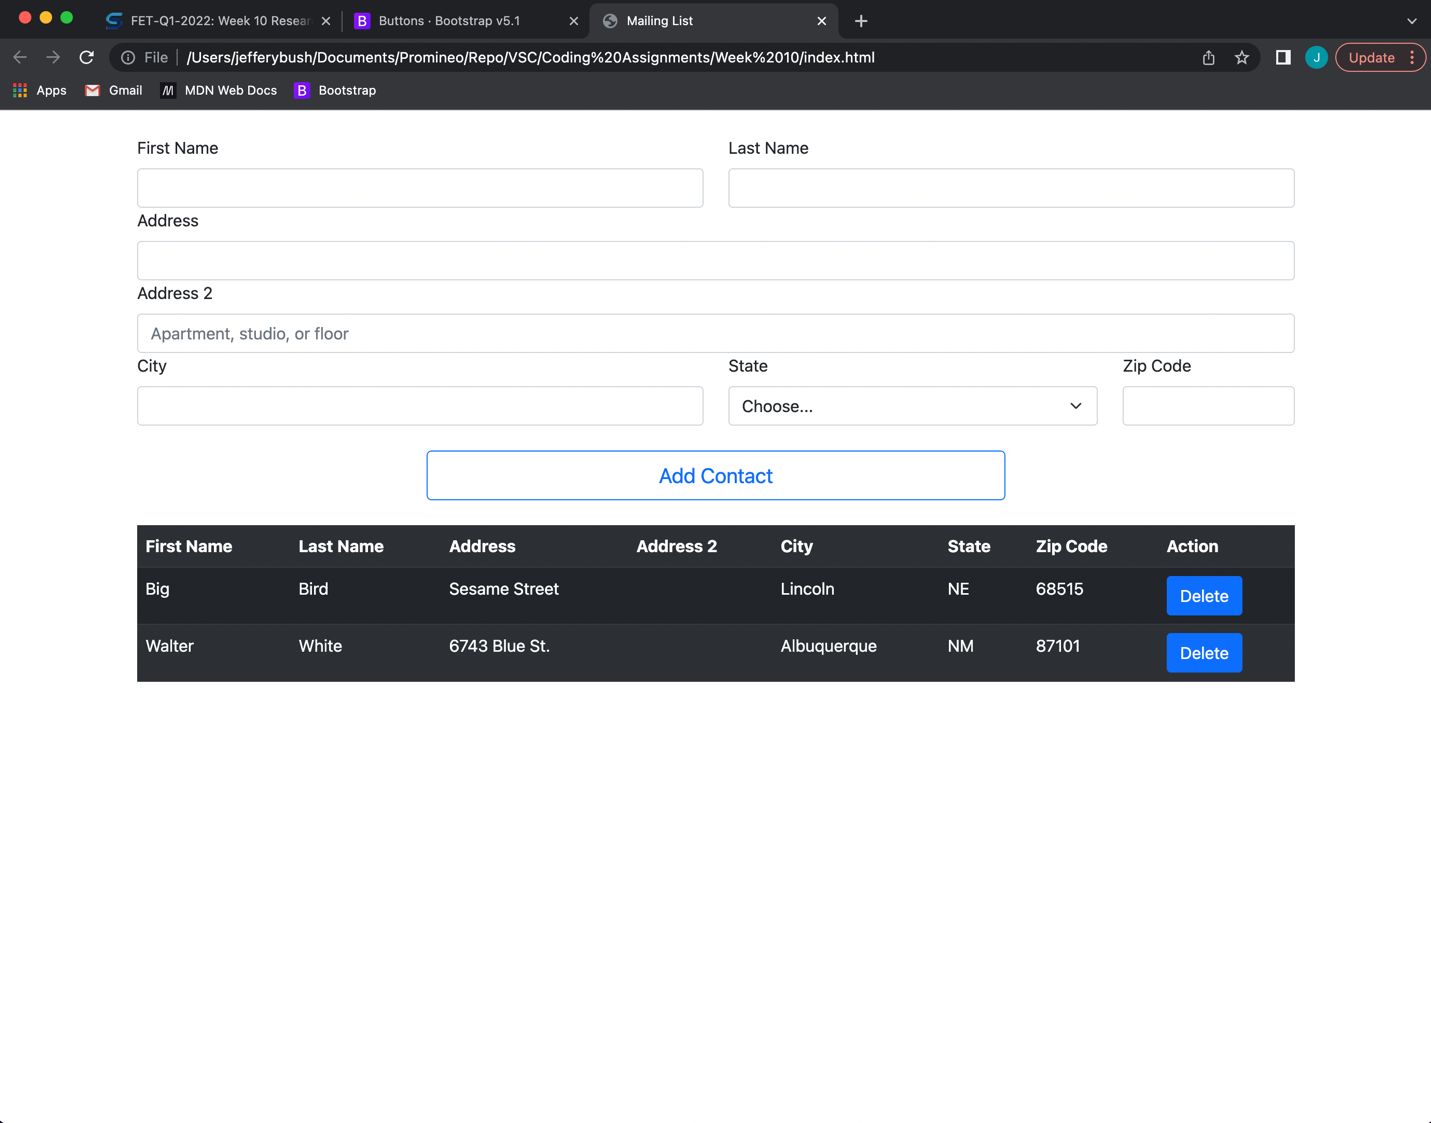 FET-Q1-2022: Week 10 Resear
Buttons · Bootstrap v5.1
Mailing List
File
/Users/jefferybush/Documents/Promineo/Repo/VSC/Coding%20Assignments/Week%2010/index.html
J
Update
Apps
Gmail
MDN Web Docs
B
Bootstrap
First Name Last Name
Address
Address 2
Apartment, studio, or floor
City State Zip Code
Choose...
Add Contact
First Name Last Name Address Address 2 City State Zip Code Action
Big Bird Sesame Street Lincoln NE 68515 Delete
Walter White 6743 Blue St. Albuquerque NM 87101 Delete